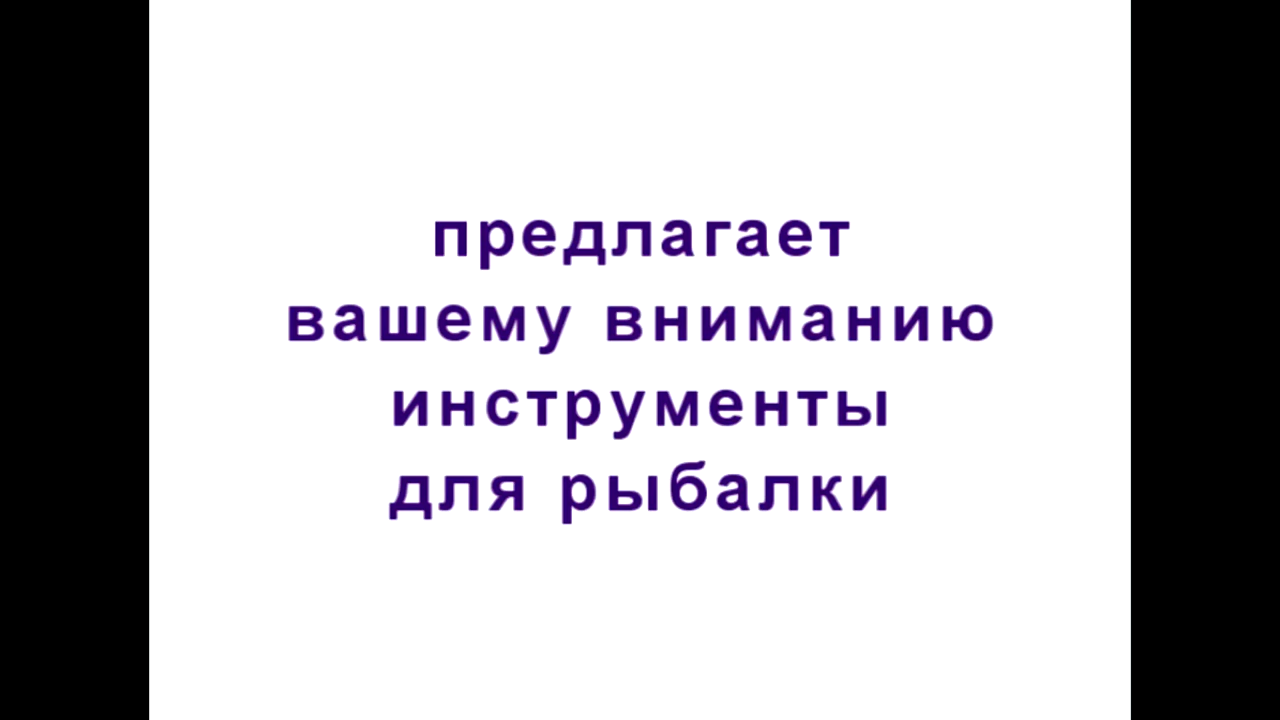 предлагает
вашему вниманию
инструменты
для рыбалки